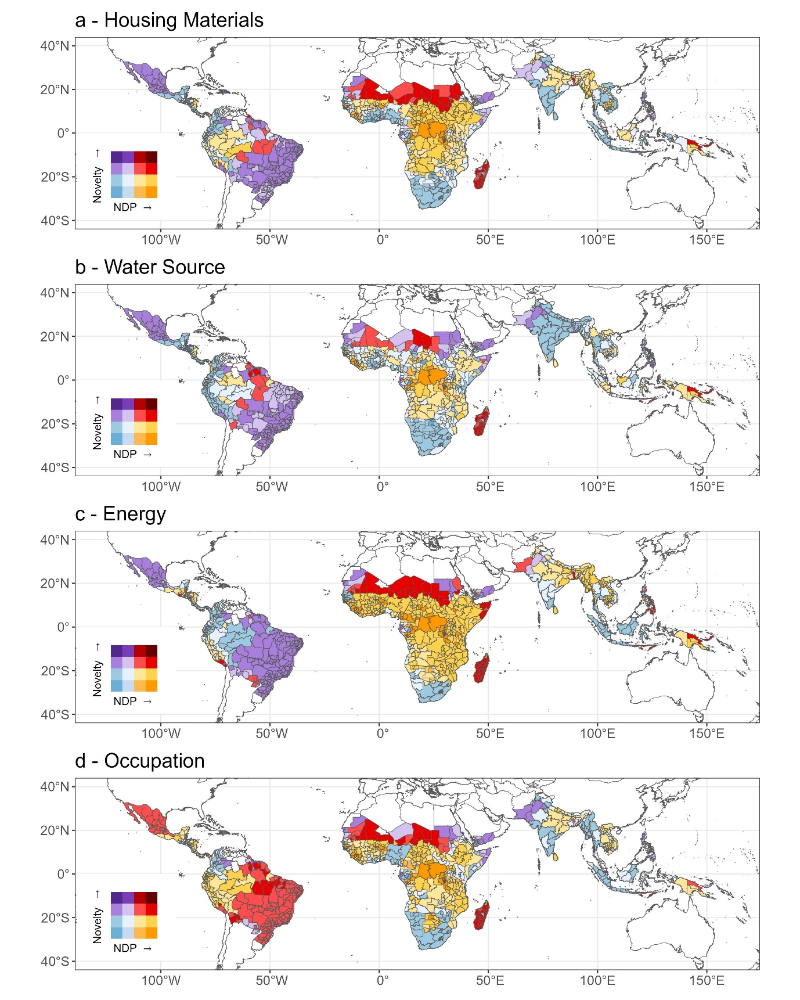 a - Housing Materials
40°N
20°N
0°
20°S
40°S
Novelty →
NDP →
100°W 50°W 0° 50°E 100°E 150°E
b - Water Source
40°N
20°N
0°
20°S
40°S
Novelty →
NDP →
100°W 50°W 0° 50°E 100°E 150°E
c - Energy
40°N
20°N
0°
20°S
40°S
Novelty →
NDP →
100°W 50°W 0° 50°E 100°E 150°E
d - Occupation
40°N
20°N
0°
20°S
40°S
Novelty →
NDP →
100°W 50°W 0° 50°E 100°E 150°E